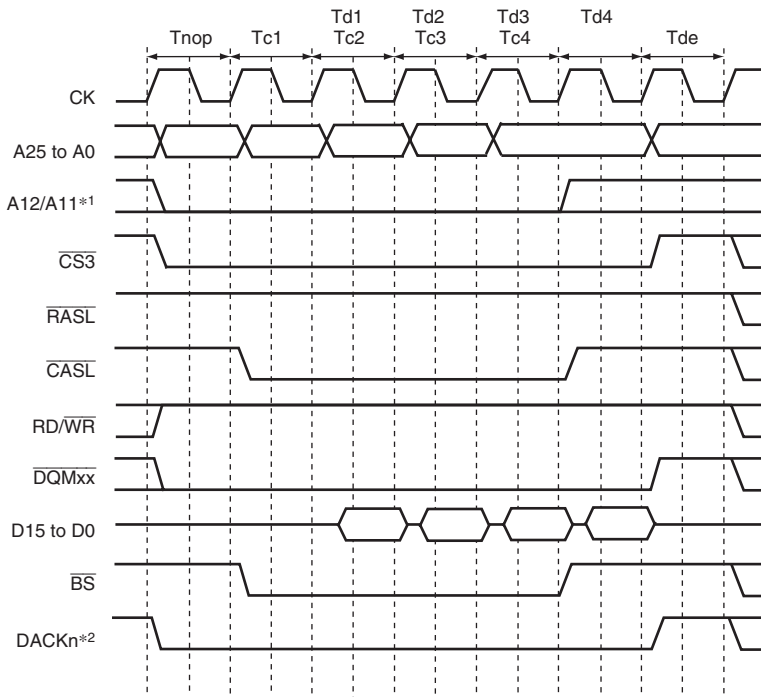 Td1 Td2 Td3 Td4
Tnop Tc1 Tc2 Tc3 Tc4 Tde
CK
A25 to A0
A12/A11*1
CS3
RASL
CASL
RD/WR
DQMxx
D15 to D0
BS
DACKn*2